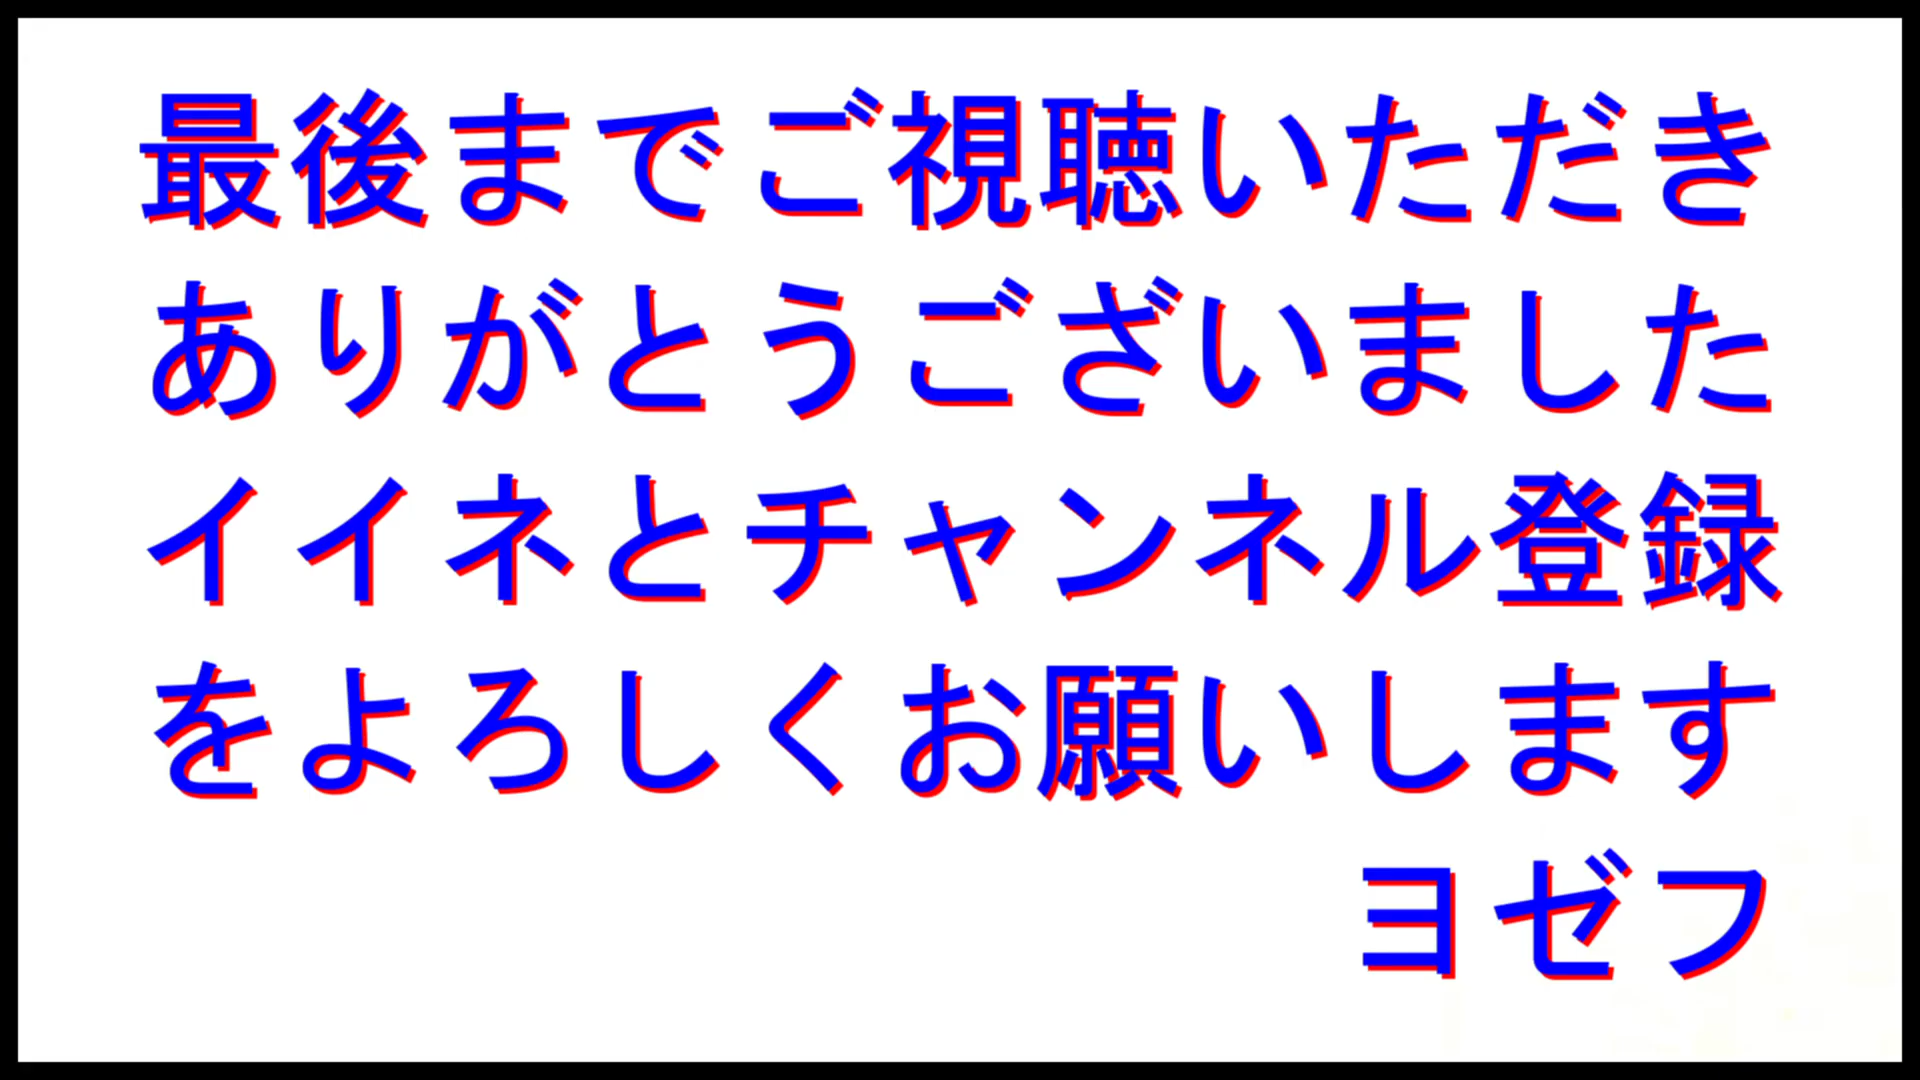 最後までご視聴いただき
ありがとうございました
イイネとチャンネル登録
をよろしくお願いします
ヨゼフ